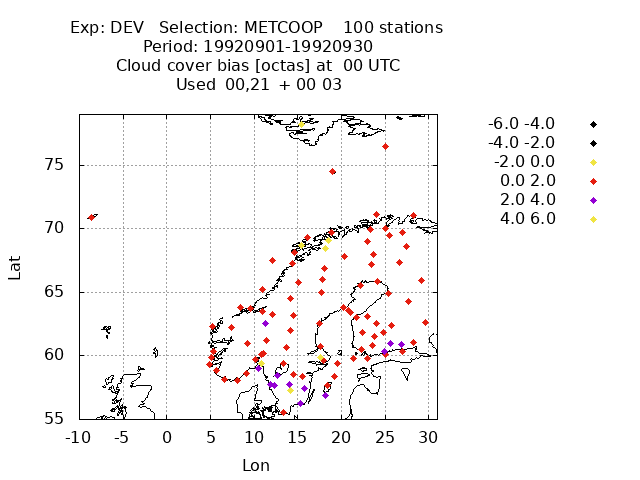 Exp: DEV   Selection: METCOOP    100 stations
Period: 19920901-19920930
Cloud cover bias [octas] at  00 UTC
Used  00,21  + 00 03
-6.0 -4.0
-4.0 -2.0
-2.0 0.0
0.0 2.0
2.0 4.0
4.0 6.0
75
70
65
60
55
Lat
-10 -5 0 5 10 15 20 25 30
Lon